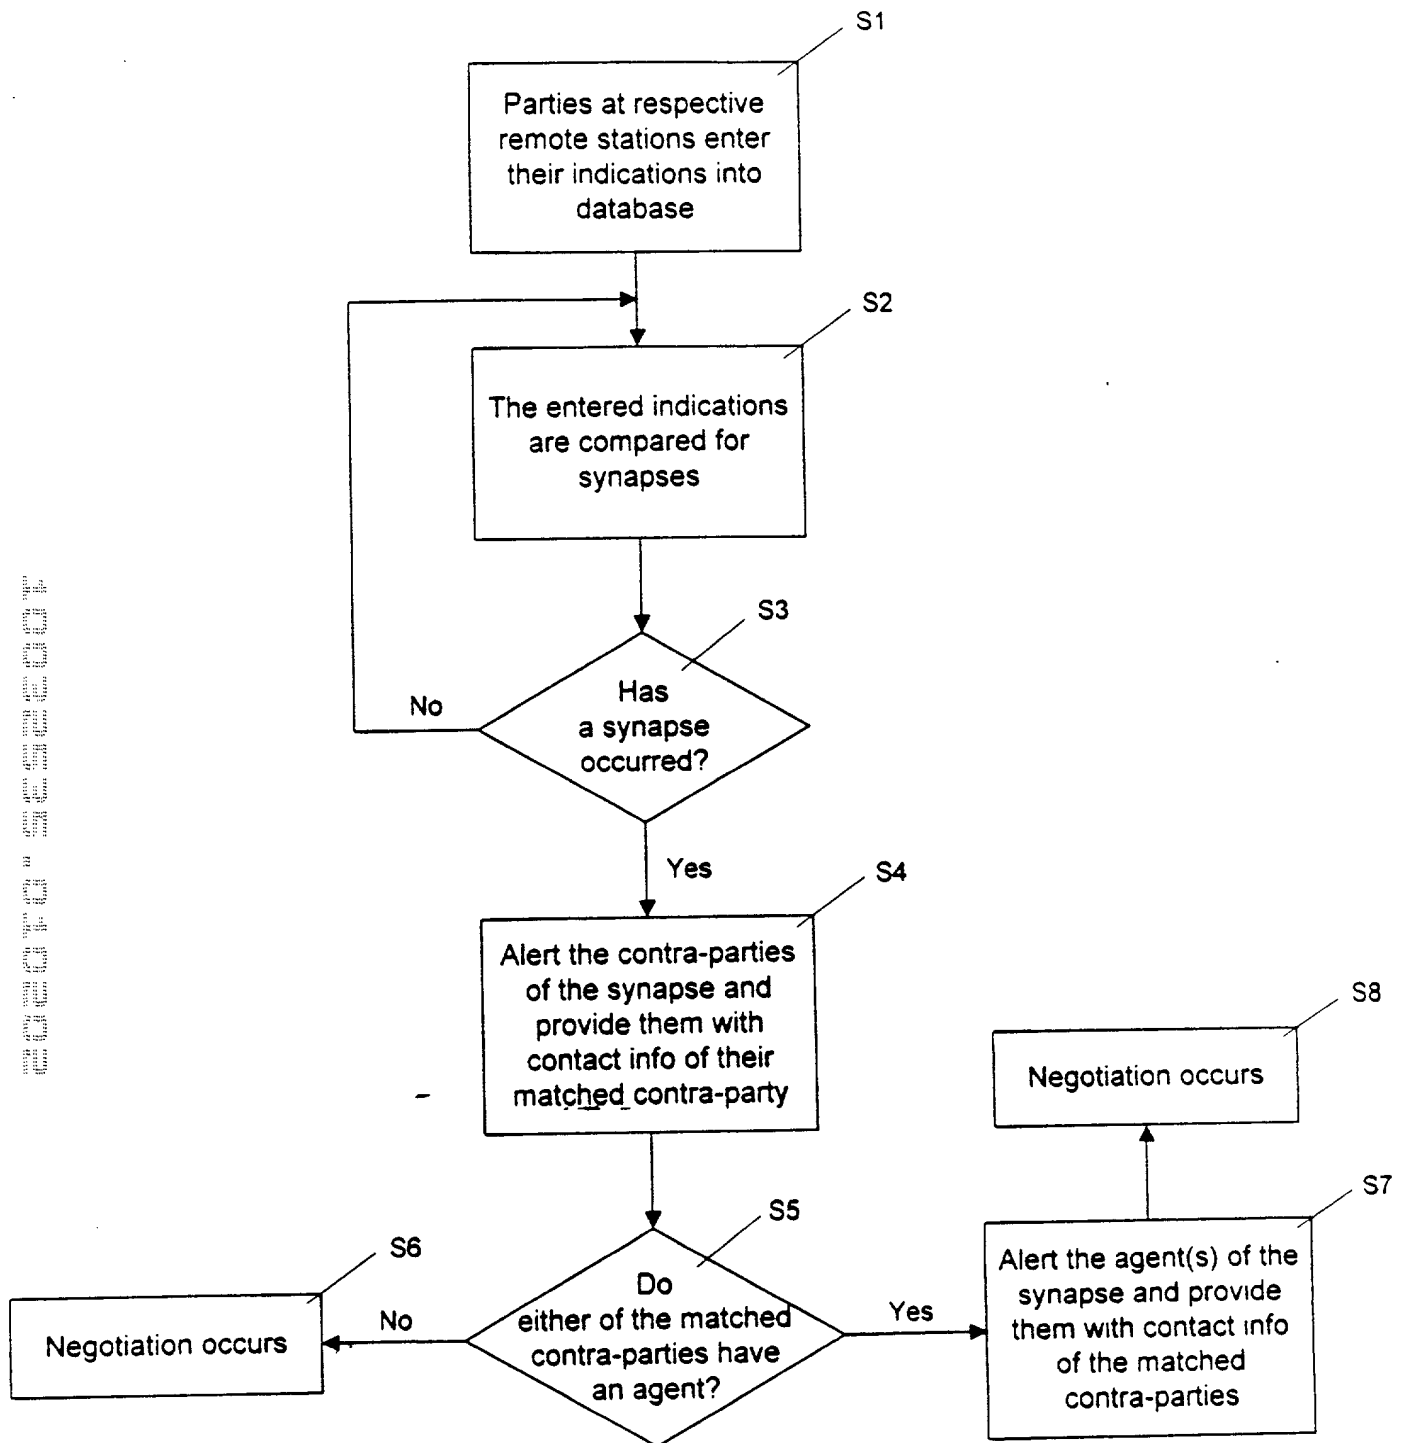 S1
Parties at respective
remote stations enter
their indications into
database
S2
The entered indications
are compared for
synapses
S3
Has
a synapse
occurred?
No
Yes
S4
Alert the contra-parties
of the synapse and
provide them with
contact info of their
matched contra-party
S5
Do
either of the matched
contra-parties have
an agent?
No
Yes
S6
Negotiation occurs
S7
Alert the agent(s) of the
synapse and provide
them with contact info
of the matched
contra-parties
S8
Negotiation occurs